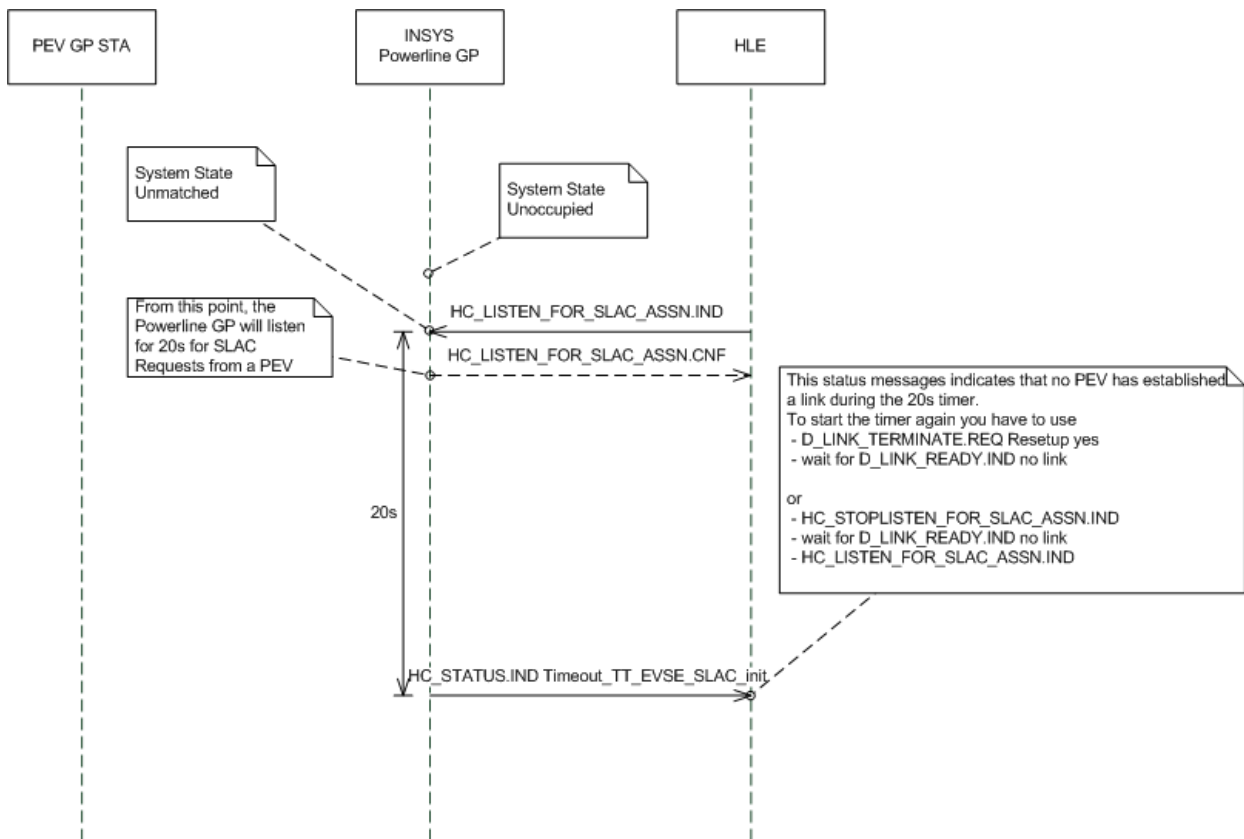 PEV GP STA
INSYS
Powerline GP
HLE
System State
Unmatched
System State
Unoccupied
From this point, the
Powerline GP will listen
for 20s for SLAC
Requests from a PEV
HC_LISTEN_FOR_SLAC_ASSN.IND
HC_LISTEN_FOR_SLAC_ASSN.CNF
This status messages indicates that no PEV has established
a link during the 20s timer.
To start the timer again you have to use
- D_LINK_TERMINATE.REQ Resetup yes
- wait for D_LINK_READY.IND no link
or
- HC_STOPLISTEN_FOR_SLAC_ASSN.IND
- wait for D_LINK_READY.IND no link
- HC_LISTEN_FOR_SLAC_ASSN.IND
20s
HC_STATUS.IND Timeout_TT_EVSE_SLAC_init